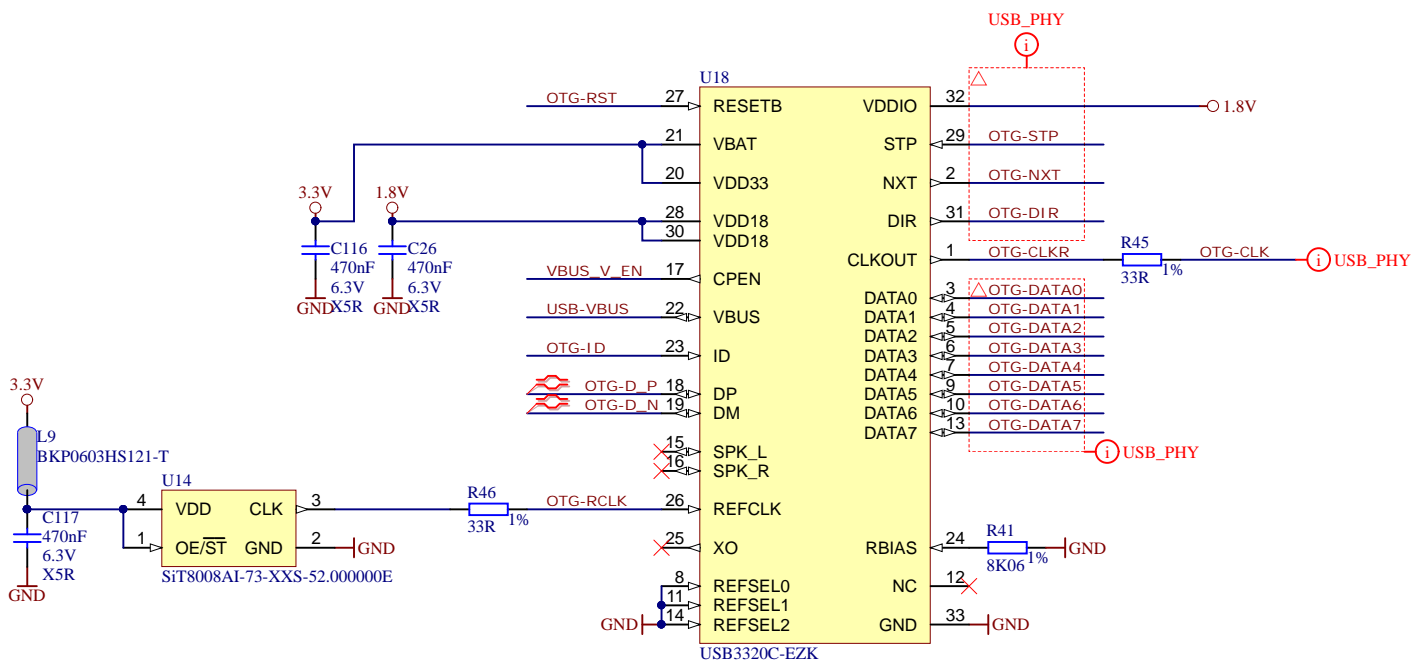 USB_PHY
i
U18
OTG-RST 27 RESETB VDDIO 32 1.8V
21 VBAT STP 29 OTG-STP
20 VDD33 NXT 2 OTG-NXT
3.3V 1.8V
28 VDD18 DIR 31 OTG-DIR
30 VDD18
C116 C26
470nF 470nF
6.3V 6.3V
X5R X5R
GND GND
CLKOUT 1 OTG-CLKR R45 33R 1% OTG-CLK i USB_PHY
VBUS_V_EN 17 CPEN
DATA0 3 OTG-DATA0
USB-VBUS 22 VBUS DATA1 4 OTG-DATA1
DATA2 5 OTG-DATA2
OTG-ID 23 ID DATA3 6 OTG-DATA3
DATA4 7 OTG-DATA4
OTG-D_P 18 DP DATA5 9 OTG-DATA5
OTG-D_N 19 DM DATA6 10 OTG-DATA6
DATA7 13 OTG-DATA7
i USB_PHY
15 SPK_L
16 SPK_R
3.3V
L9
BKP0603HS121-T
U14
4 VDD CLK 3 R46 33R 1% OTG-RCLK 26 REFCLK
C117
470nF
6.3V
X5R
GND
1 OE/ST GND 2 GND
SiT8008AI-73-XXS-52.000000E
25 XO RBIAS 24 R41 8K06 1% GND
8 REFSEL0 NC 12
11 REFSEL1
GND 14 REFSEL2 GND 33 GND
USB3320C-EZK